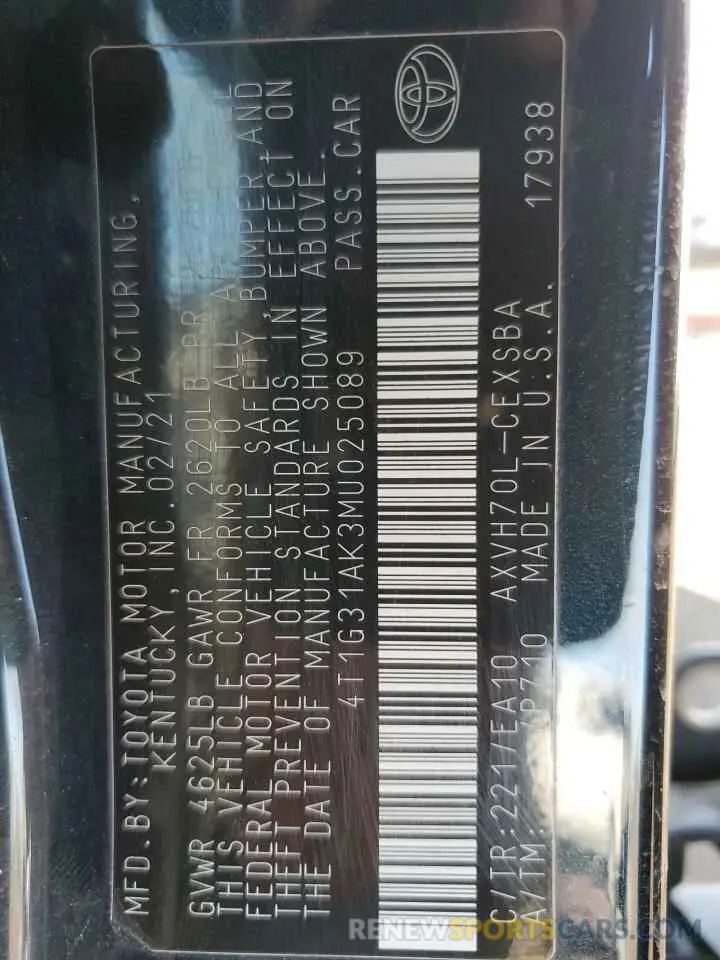 MFD.BY:TOYOTA MOTOR MANUFACTURING,
KENTUCKY, INC.02/21
GVWR 4625LB GAWR FR 2620LB RR
THIS VEHICLE CONFORMS TO ALL
FEDERAL MOTOR VEHICLE SAFETY,BUMPER,AND
THEFT PREVENTION STANDARDS IN EFFECT ON
THE DATE OF MANUFACTURE SHOWN ABOVE.
4T1G31AK3MU025089 PASS.CAR
C/TR:221/EA10 AXVH70L-CEXSBA
A/TM: /P710 MADE IN U.S.A. 17938
RENEWSPORTSCARS.COM